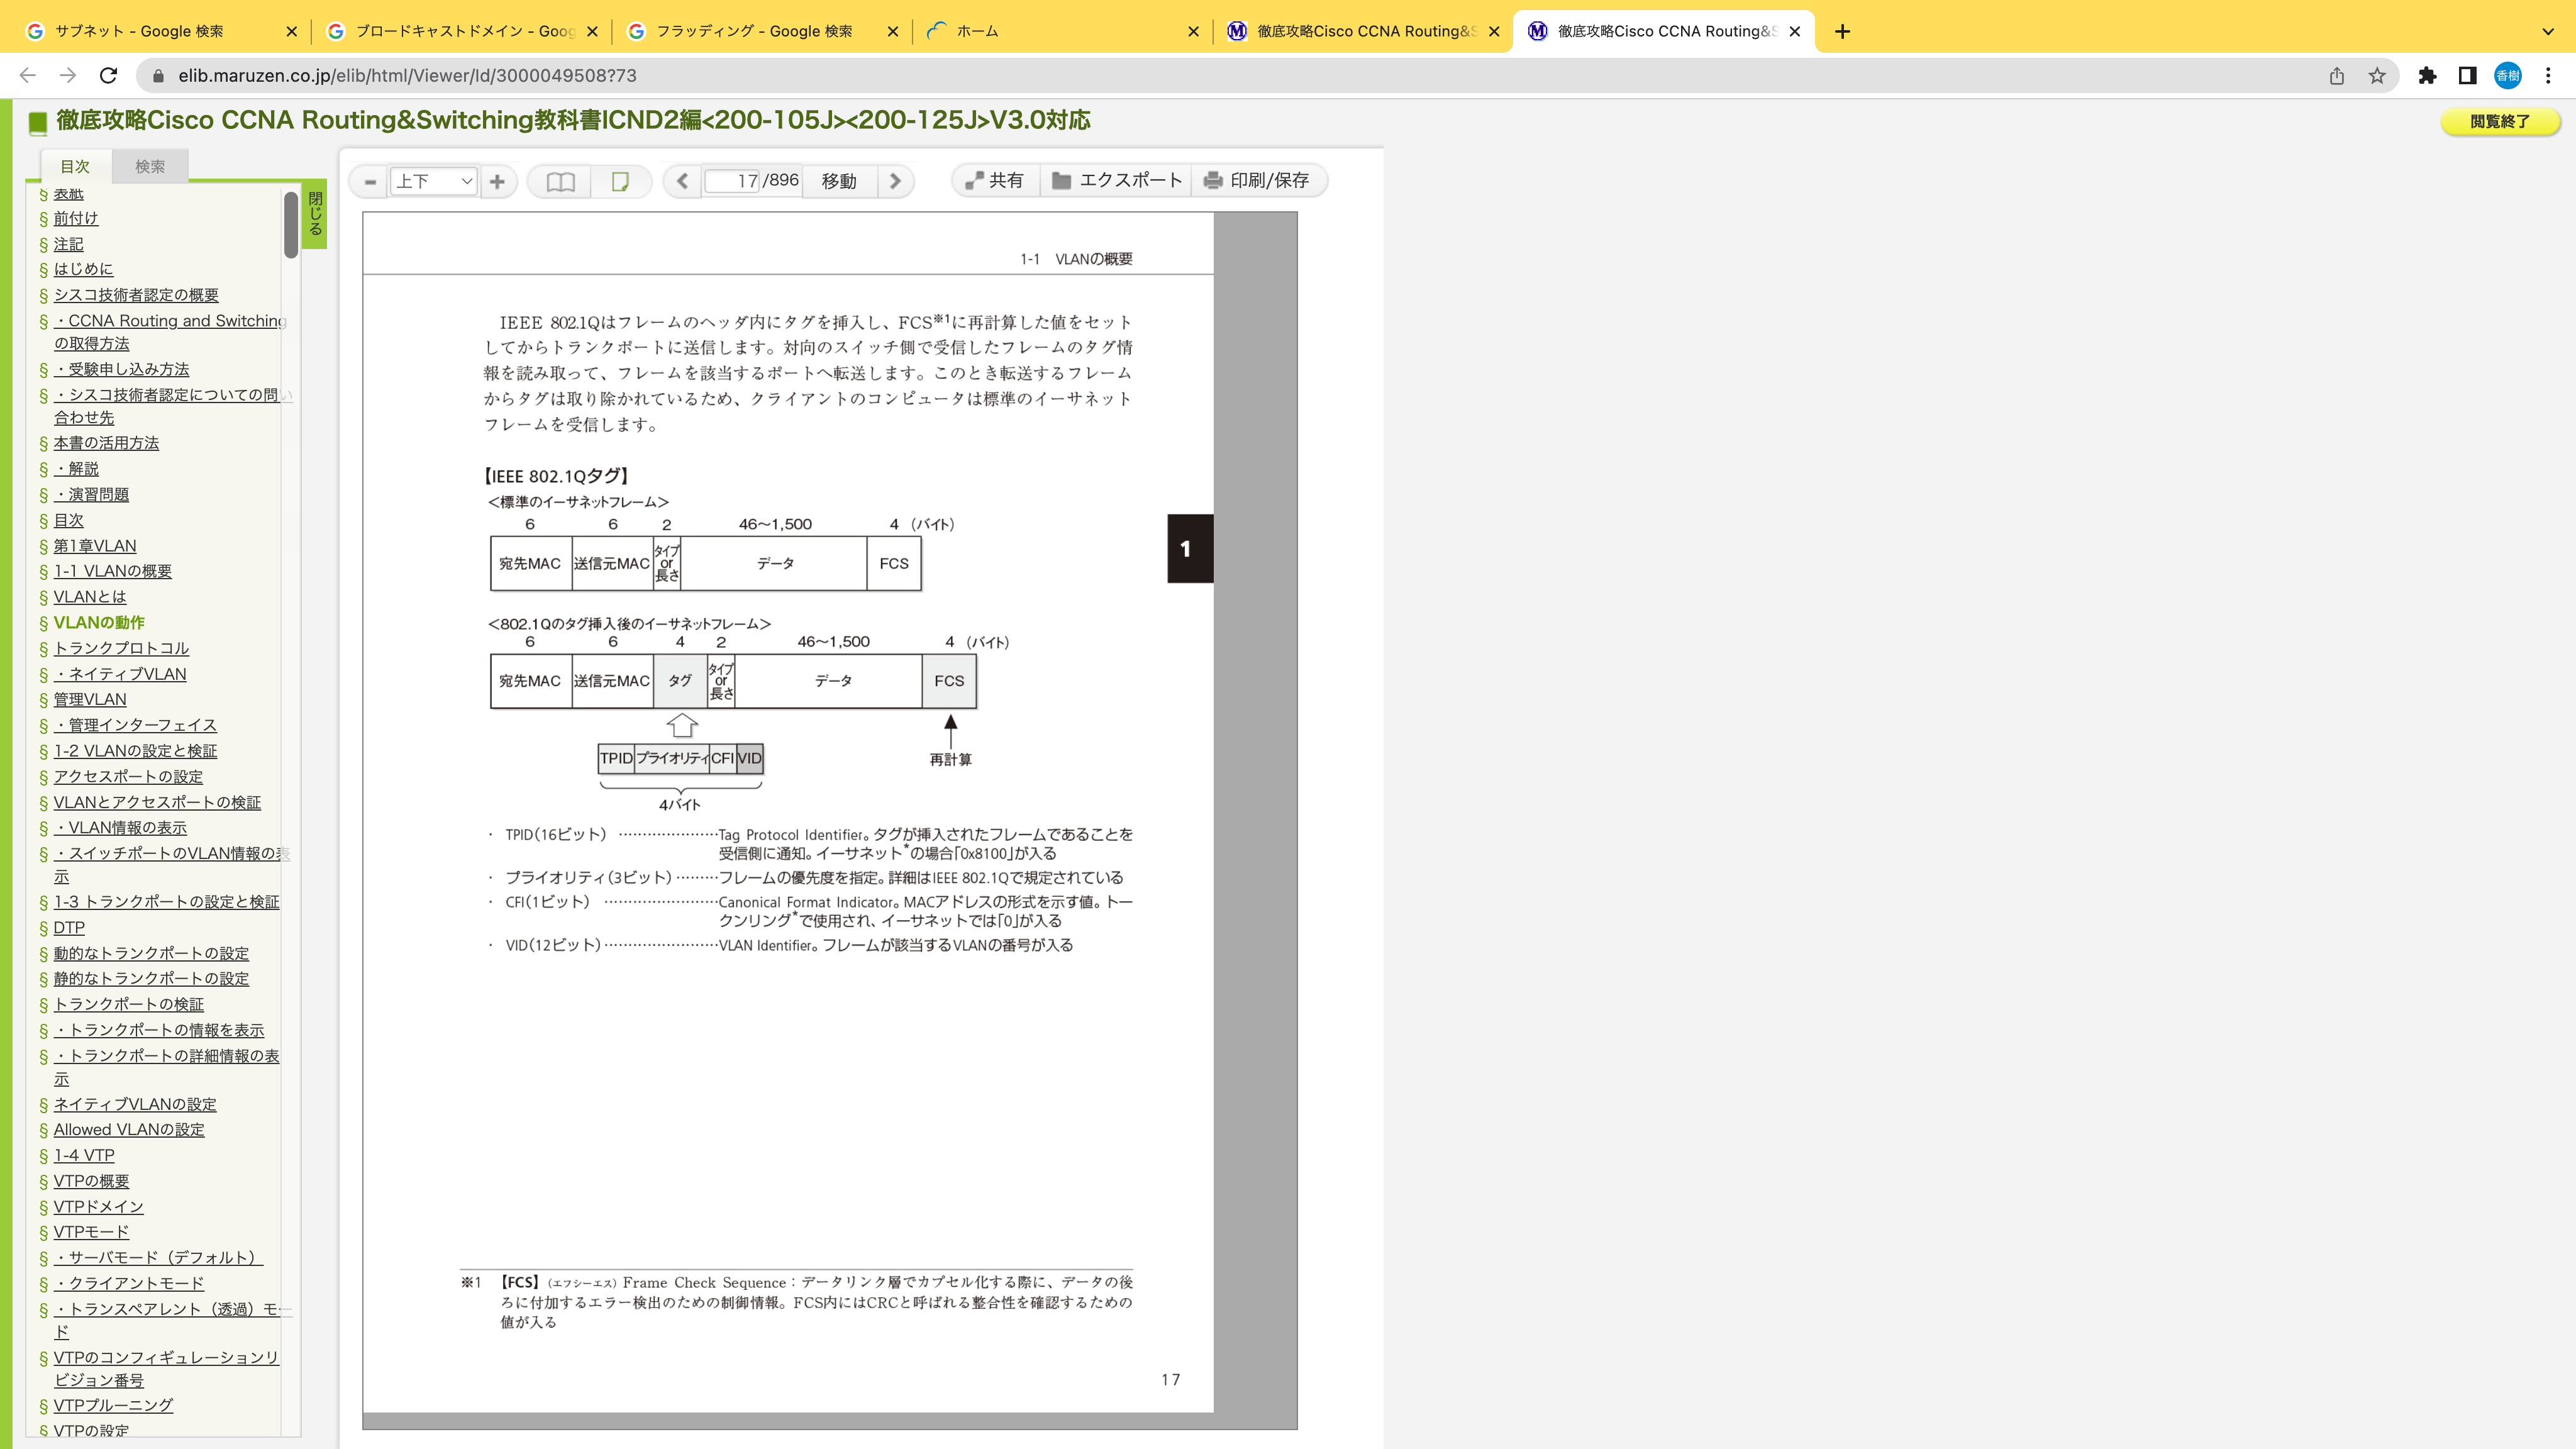 サブネット - Google 検索
ブロードキャストドメイン - Goog
フラッディング - Google 検索
ホーム
徹底攻略Cisco CCNA Routing&S
徹底攻略Cisco CCNA Routing&S
elib.maruzen.co.jp/elib/html/Viewer/Id/3000049508?73
香樹
徹底攻略Cisco CCNA Routing&Switching教科書ICND2編<200-105J><200-125J>V3.0対応
閲覧終了
目次
検索
閉じる
§ 表紙
§ 前付け
§ 注記
§ はじめに
§ シスコ技術者認定の概要
§ ・CCNA Routing and Switching
の取得方法
§ ・受験申し込み方法
§ ・シスコ技術者認定についての問い
合わせ先
§ 本書の活用方法
§ ・解説
§ ・演習問題
§ 目次
§ 第1章VLAN
§ 1-1 VLANの概要
§ VLANとは
§ VLANの動作
§ トランクプロトコル
§ ・ネイティブVLAN
§ 管理VLAN
§ ・管理インターフェイス
§ 1-2 VLANの設定と検証
§ アクセスポートの設定
§ VLANとアクセスポートの検証
§ ・VLAN情報の表示
§ ・スイッチポートのVLAN情報の表
示
§ 1-3 トランクポートの設定と検証
§ DTP
§ 動的なトランクポートの設定
§ 静的なトランクポートの設定
§ トランクポートの検証
§ ・トランクポートの情報を表示
§ ・トランクポートの詳細情報の表
示
§ ネイティブVLANの設定
§ Allowed VLANの設定
§ 1-4 VTP
§ VTPの概要
§ VTPドメイン
§ VTPモード
§ ・サーバモード（デフォルト）
§ ・クライアントモード
§ ・トランスペアレント（透過）モー
ド
§ VTPのコンフィギュレーションリ
ビジョン番号
§ VTPプルーニング
§ VTPの設定
上下
17 /896 移動
共有
エクスポート
印刷/保存
1-1 VLANの概要
IEEE 802.1Qはフレームのヘッダ内にタグを挿入し、FCS※1に再計算した値をセット
してからトランクポートに送信します。対向のスイッチ側で受信したフレームのタグ情
報を読み取って、フレームを該当するポートへ転送します。このとき転送するフレーム
からタグは取り除かれているため、クライアントのコンピュータは標準のイーサネット
フレームを受信します。
【IEEE 802.1Qタグ】
＜標準のイーサネットフレーム＞
6 6 2 46～1,500 4 （バイト）
宛先MAC 送信元MAC タイプor長さ データ FCS
1
＜802.1Qのタグ挿入後のイーサネットフレーム＞
6 6 4 2 46～1,500 4 （バイト）
宛先MAC 送信元MAC タグ タイプor長さ データ FCS
TPID プライオリティ CFI VID
再計算
4バイト
・ TPID（16ビット） …………………Tag Protocol Identifier。タグが挿入されたフレームであることを
受信側に通知。イーサネット*の場合「0x8100」が入る
・ プライオリティ（3ビット）………フレームの優先度を指定。詳細はIEEE 802.1Qで規定されている
・ CFI（1ビット） ……………………Canonical Format Indicator。MACアドレスの形式を示す値。トー
クンリング*で使用され、イーサネットでは「0」が入る
・ VID（12ビット）……………………VLAN Identifier。フレームが該当するVLANの番号が入る
※1 【FCS】（エフシーエス）Frame Check Sequence：データリンク層でカプセル化する際に、データの後
ろに付加するエラー検出のための制御情報。FCS内にはCRCと呼ばれる整合性を確認するための
値が入る
17